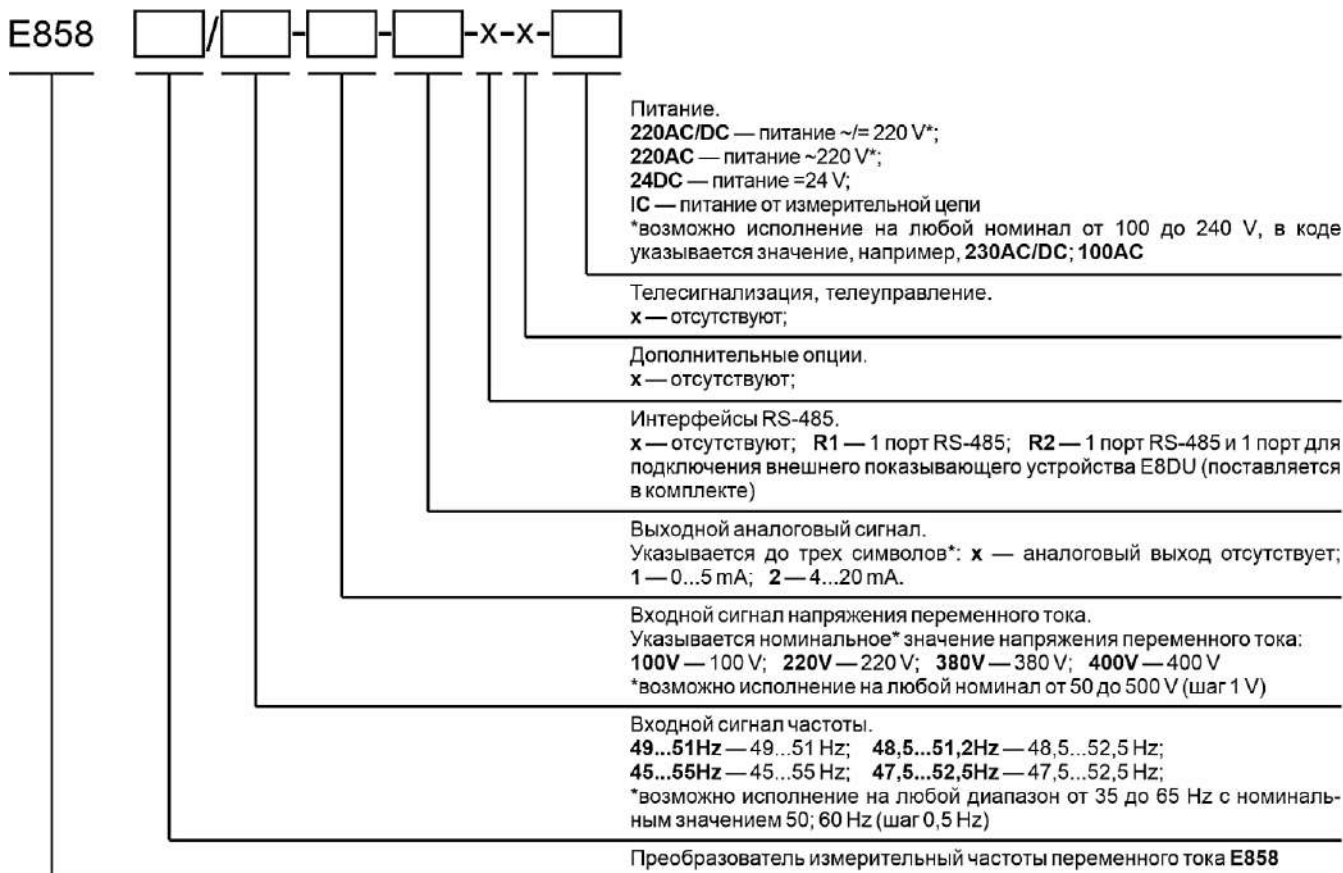 E858 / - - -x-x-
Питание.
220AC/DC — питание ~/= 220 V*;
220AC — питание ~220 V*;
24DC — питание =24 V;
IC — питание от измерительной цепи
*возможно исполнение на любой номинал от 100 до 240 V, в коде
указывается значение, например, 230AC/DC; 100AC
Телесигнализация, телеуправление.
x — отсутствуют;
Дополнительные опции.
x — отсутствуют;
Интерфейсы RS-485.
x — отсутствуют; R1 — 1 порт RS-485; R2 — 1 порт RS-485 и 1 порт для
подключения внешнего показывающего устройства E8DU (поставляется
в комплекте)
Выходной аналоговый сигнал.
Указывается до трех символов*: x — аналоговый выход отсутствует;
1 — 0...5 mA; 2 — 4...20 mA.
Входной сигнал напряжения переменного тока.
Указывается номинальное* значение напряжения переменного тока:
100V — 100 V; 220V — 220 V; 380V — 380 V; 400V — 400 V
*возможно исполнение на любой номинал от 50 до 500 V (шаг 1 V)
Входной сигнал частоты.
49...51Hz — 49...51 Hz; 48,5...51,2Hz — 48,5...52,5 Hz;
45...55Hz — 45...55 Hz; 47,5...52,5Hz — 47,5...52,5 Hz;
*возможно исполнение на любой диапазон от 35 до 65 Hz с номиналь-
ным значением 50; 60 Hz (шаг 0,5 Hz)
Преобразователь измерительный частоты переменного тока E858